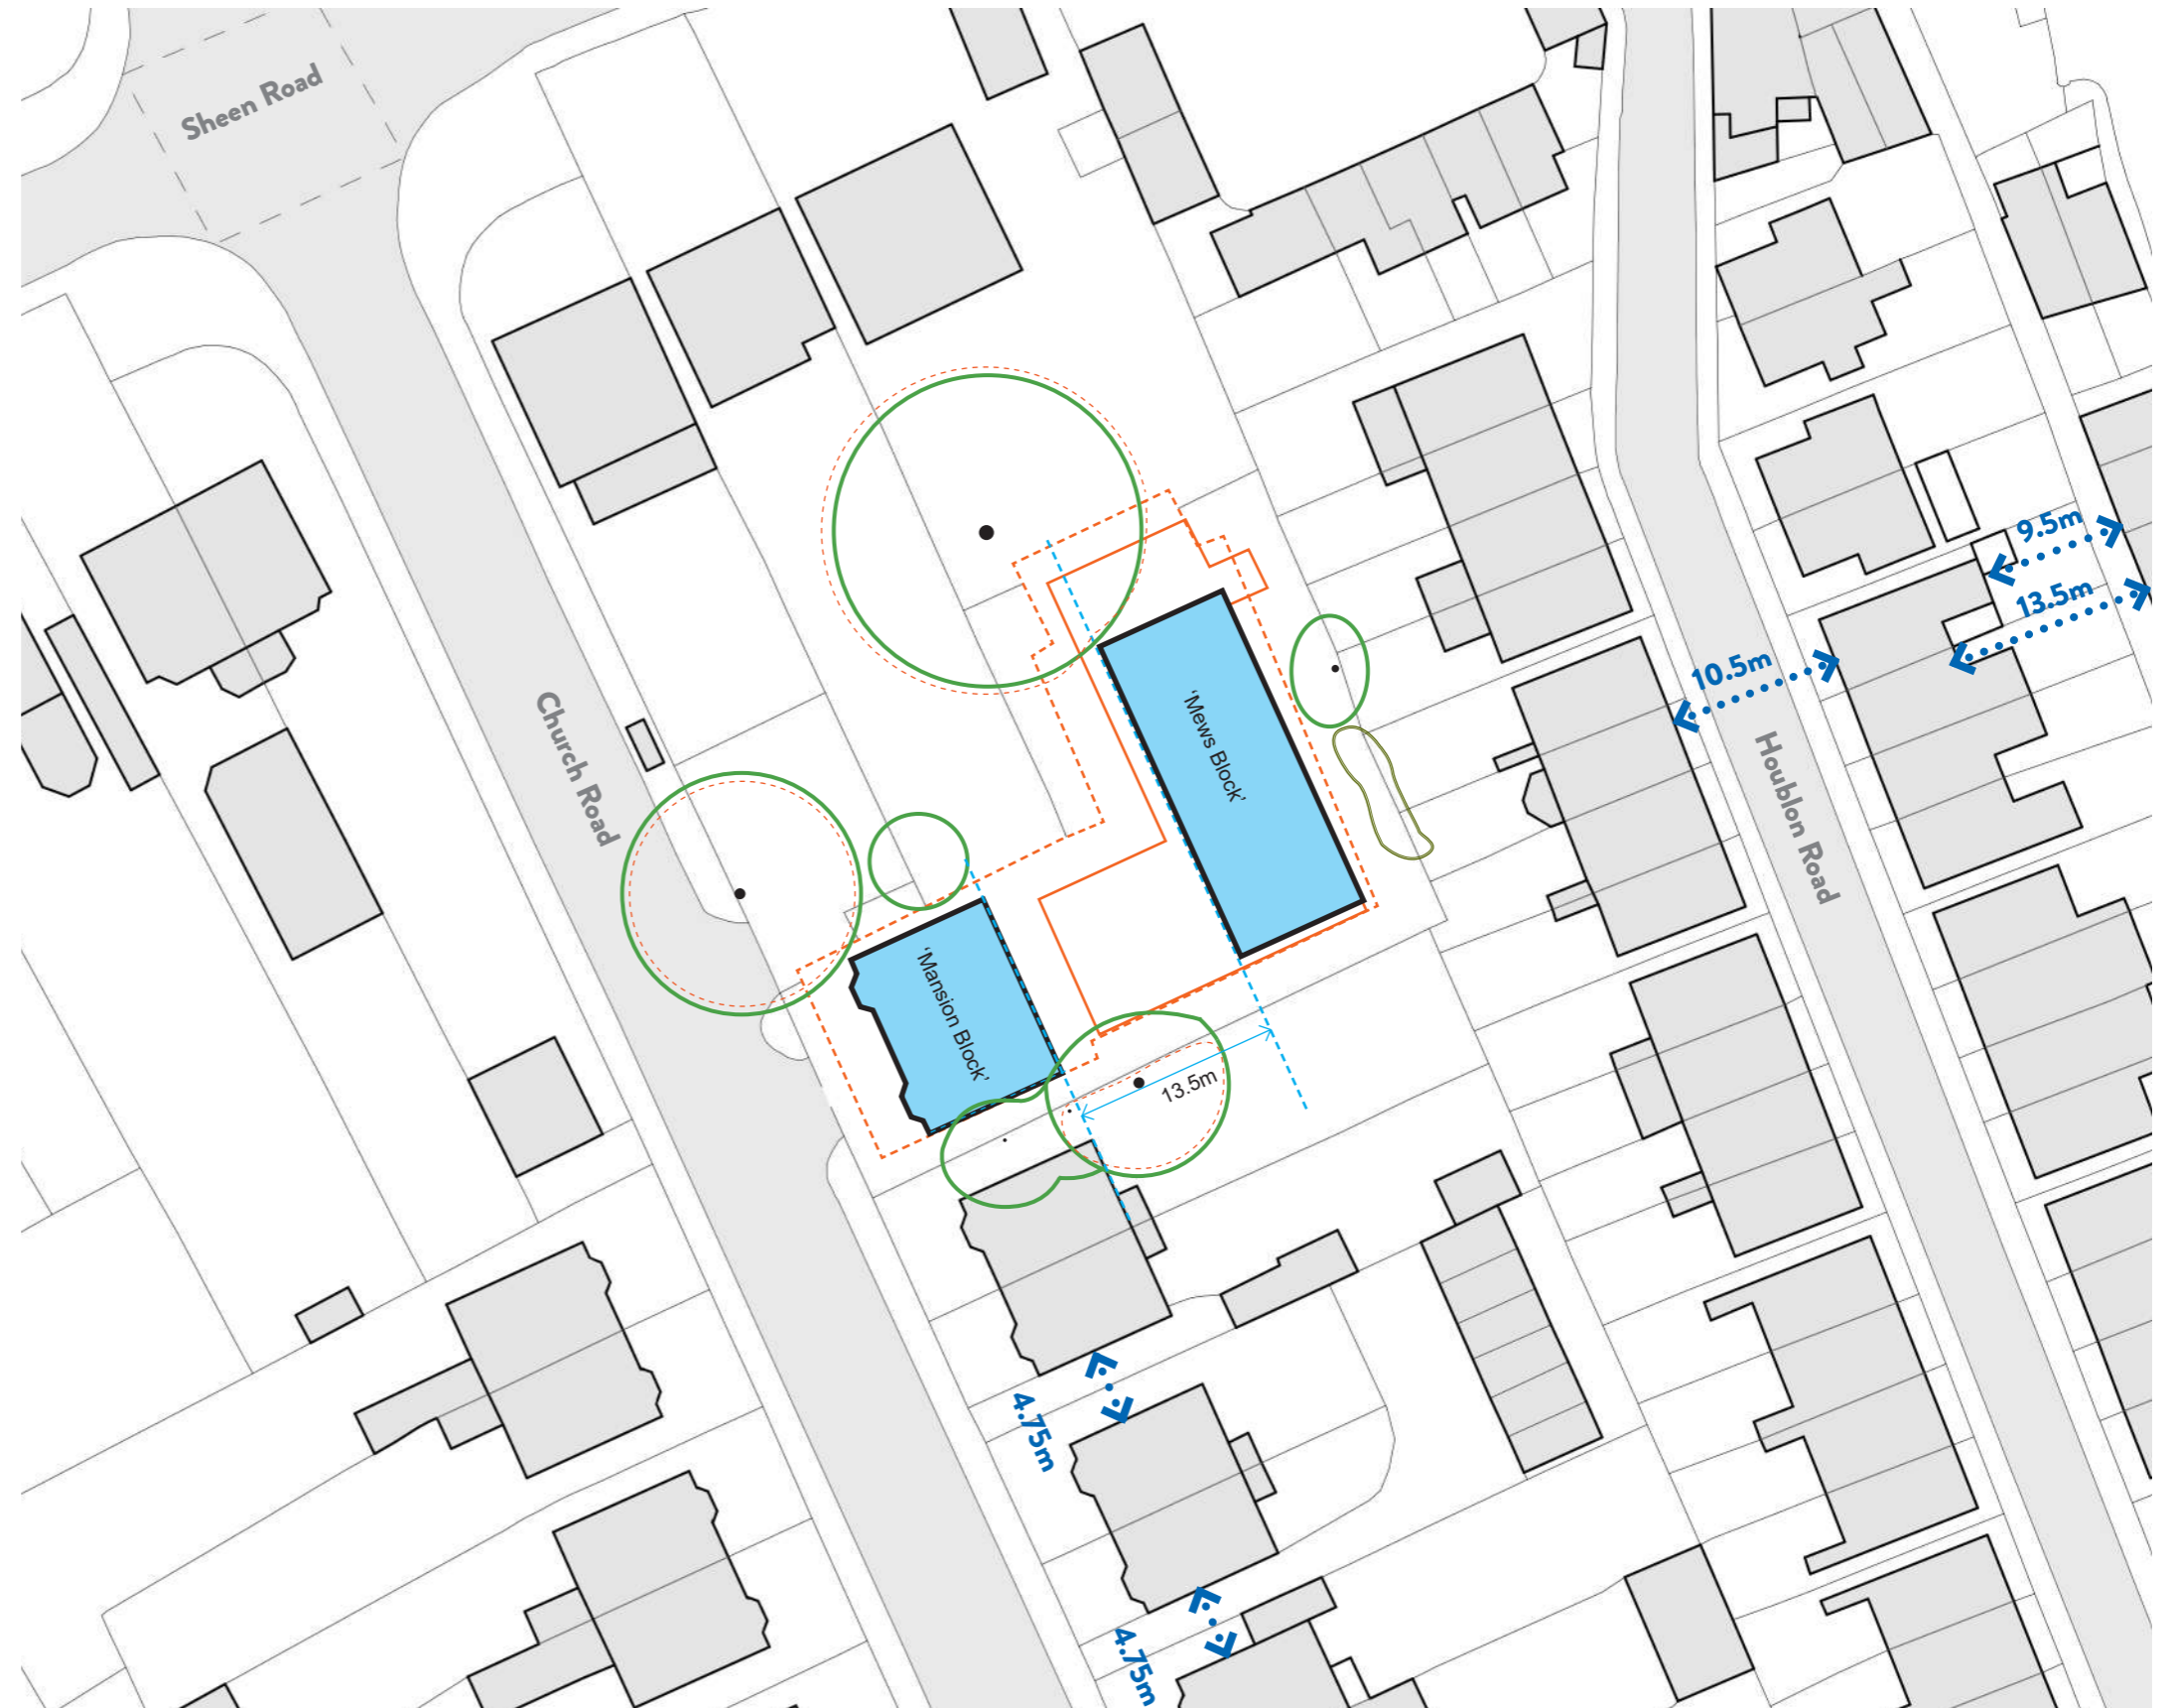 Sheen Road
9.5m
13.5m
10.5m
Church Road
‘Mews Block’
Houblon Road
‘Mansion Block’
13.5m
4.75m
4.75m